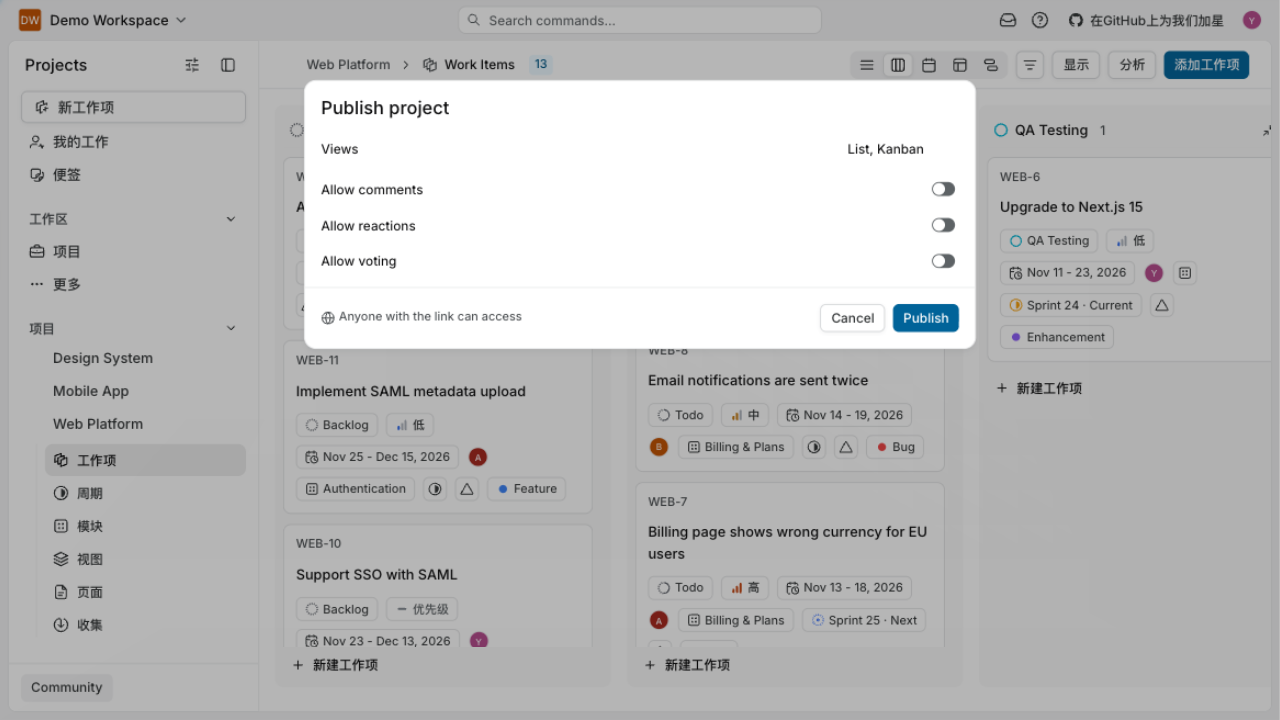 DW Demo Workspace
Search commands...
在GitHub上为我们加星
Y
Projects
新工作项
我的工作
便签
工作区
项目
更多
项目
Design System
Mobile App
Web Platform
工作项
周期
模块
视图
页面
收集
Community
Web Platform
Work Items 13
显示
分析
添加工作项
Publish project
Views
List, Kanban
Allow comments
Allow reactions
Allow voting
Anyone with the link can access
Cancel
Publish
WEB-11
Implement SAML metadata upload
Backlog
低
Nov 25 - Dec 15, 2026
A
Authentication
Feature
WEB-10
Support SSO with SAML
Backlog
优先级
Nov 23 - Dec 13, 2026
Y
新建工作项
WEB-8
Email notifications are sent twice
Todo
中
Nov 14 - 19, 2026
B
Billing & Plans
Bug
WEB-7
Billing page shows wrong currency for EU
users
Todo
高
Nov 13 - 18, 2026
A
Billing & Plans
Sprint 25 · Next
新建工作项
QA Testing 1
WEB-6
Upgrade to Next.js 15
QA Testing
低
Nov 11 - 23, 2026
Y
Sprint 24 · Current
Enhancement
新建工作项